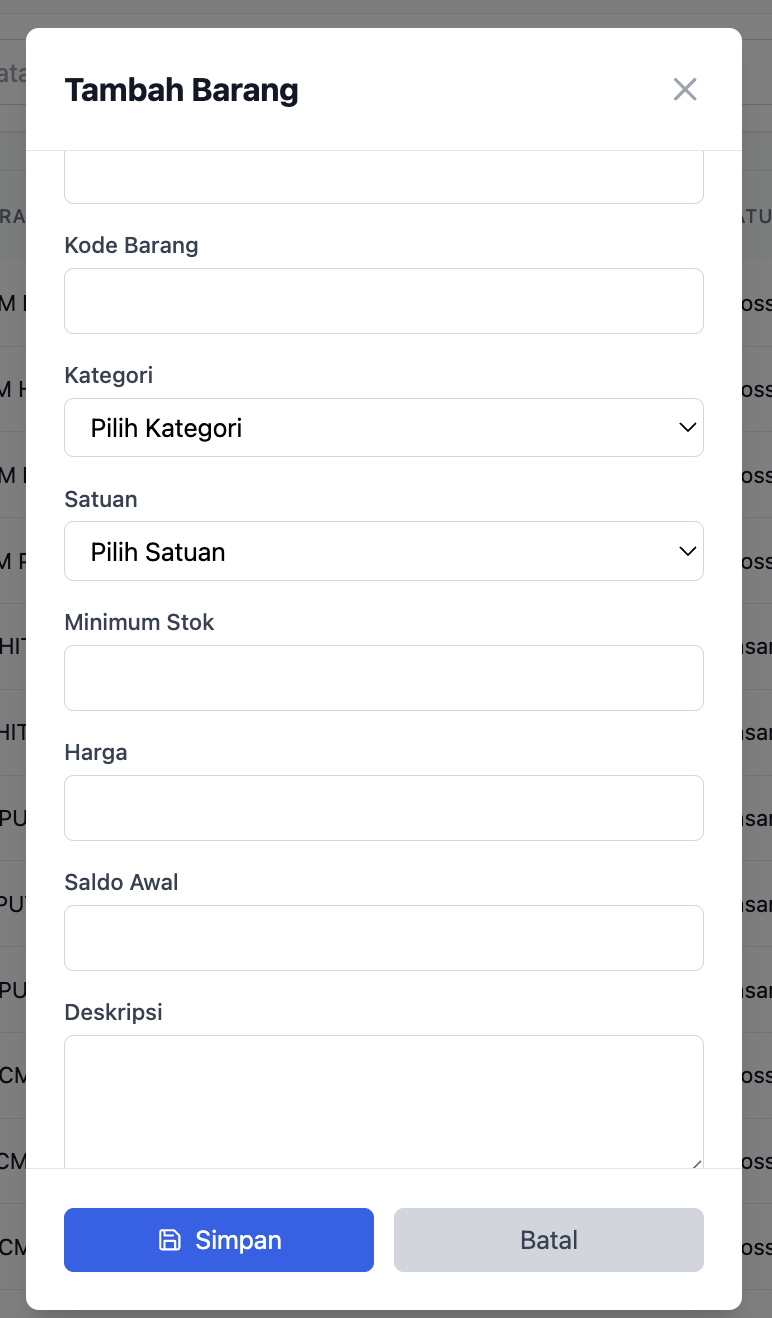 Tambah Barang
Kode Barang
Kategori
Pilih Kategori
Satuan
Pilih Satuan
Minimum Stok
Harga
Saldo Awal
Deskripsi
Simpan
Batal